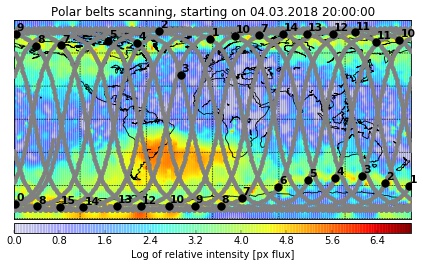 Polar belts scanning, starting on 04.03.2018 20:00:00
9 8 7 5 4 2 1 10 7 14 13 12 11 11 10
3
0 8 15 14 13 12 10 9 8 7 6 5 4 3 2 1
0.0 0.8 1.6 2.4 3.2 4.0 4.8 5.6 6.4
Log of relative intensity [px flux]